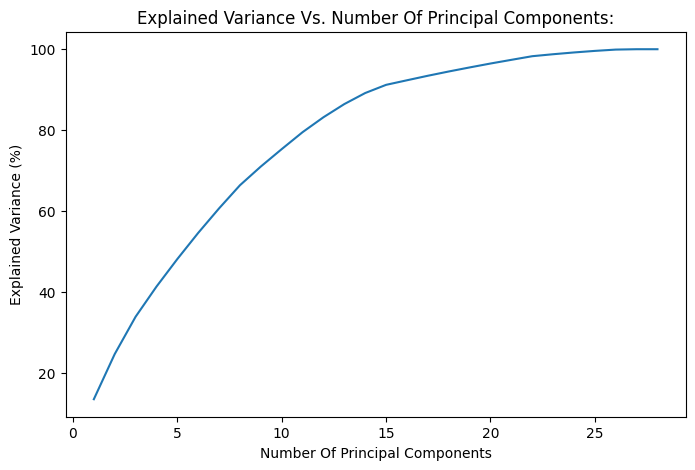 Explained Variance Vs. Number Of Principal Components:
Explained Variance (%)
100
80
60
40
20
0 5 10 15 20 25
Number Of Principal Components